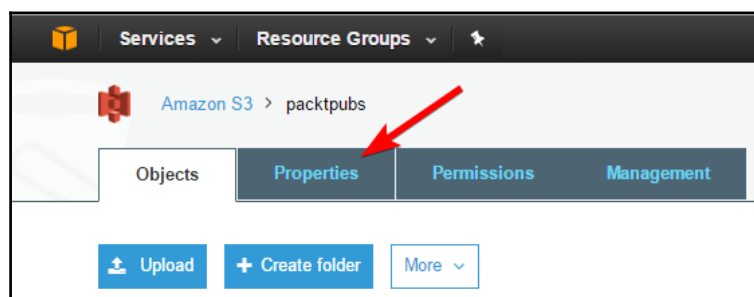 Services Resource Groups
Amazon S3 > packtpubs
Objects Properties Permissions Management
Upload + Create folder More